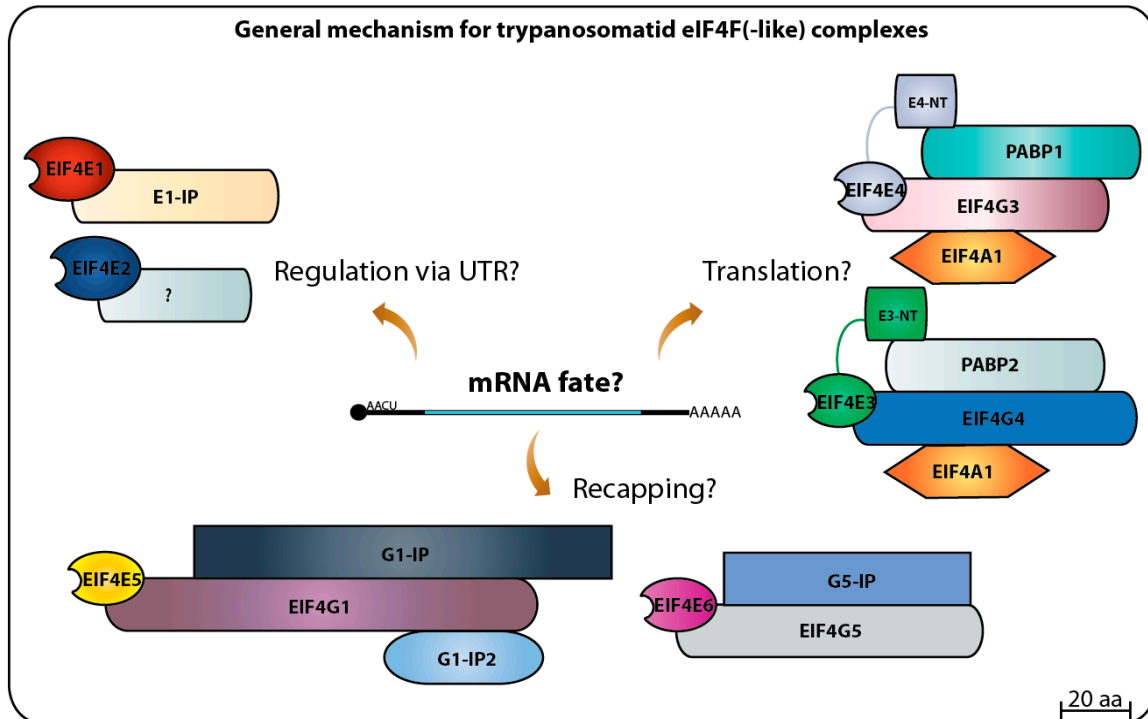 General mechanism for trypanosomatid eIF4F(-like) complexes
EIF4E1
E1-IP
EIF4E2
?
Regulation via UTR?
Translation?
E4-NT
PABP1
EIF4E4
EIF4G3
EIF4A1
E3-NT
PABP2
EIF4E3
EIF4G4
EIF4A1
mRNA fate?
AACU
AAAAA
Recapping?
G1-IP
EIF4E5
EIF4G1
G1-IP2
G5-IP
EIF4E6
EIF4G5
20 aa